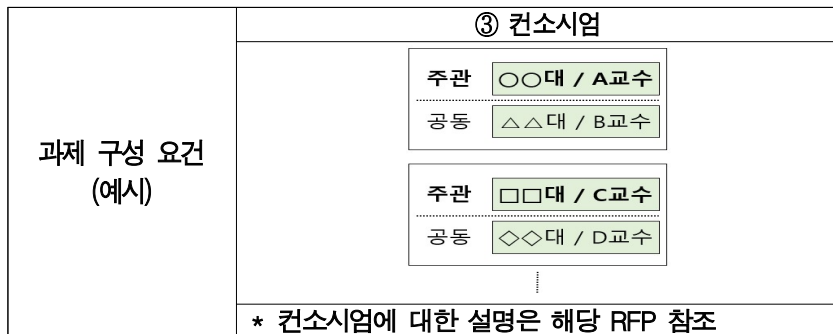 ③ 컨소시엄
과제 구성 요건
(예시)
주관 ○○대 / A교수
공동 △△대 / B교수
주관 □□대 / C교수
공동 ◇◇대 / D교수
* 컨소시엄에 대한 설명은 해당 RFP 참조